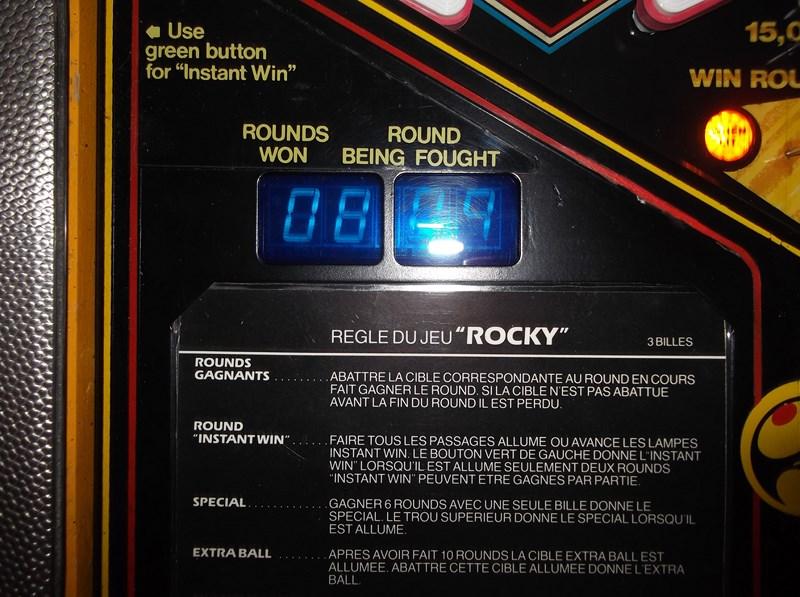 Use
green button
for "Instant Win"
15,0
WIN ROU
ROUNDS
WON
ROUND
BEING FOUGHT
08
REGLE DU JEU "ROCKY" 3 BILLES
ROUNDS
GAGNANTS ......... ABATTRE LA CIBLE CORRESPONDANTE AU ROUND EN COURS
FAIT GAGNER LE ROUND. SI LA CIBLE N'EST PAS ABATTUE
AVANT LA FIN DU ROUND IL EST PERDU.
ROUND
"INSTANT WIN" ...... FAIRE TOUS LES PASSAGES ALLUME OU AVANCE LES LAMPES
INSTANT WIN. LE BOUTON VERT DE GAUCHE DONNE L'"INSTANT
WIN" LORSQU'IL EST ALLUME SEULEMENT DEUX ROUNDS
"INSTANT WIN" PEUVENT ETRE GAGNES PAR PARTIE.
SPECIAL ............. GAGNER 6 ROUNDS AVEC UNE SEULE BILLE DONNE LE
SPECIAL. LE TROU SUPERIEUR DONNE LE SPECIAL LORSQU'IL
EST ALLUME.
EXTRA BALL ......... APRES AVOIR FAIT 10 ROUNDS LA CIBLE EXTRA BALL EST
ALLUMEE. ABATTRE CETTE CIBLE ALLUMEE DONNE L'EXTRA
BALL.